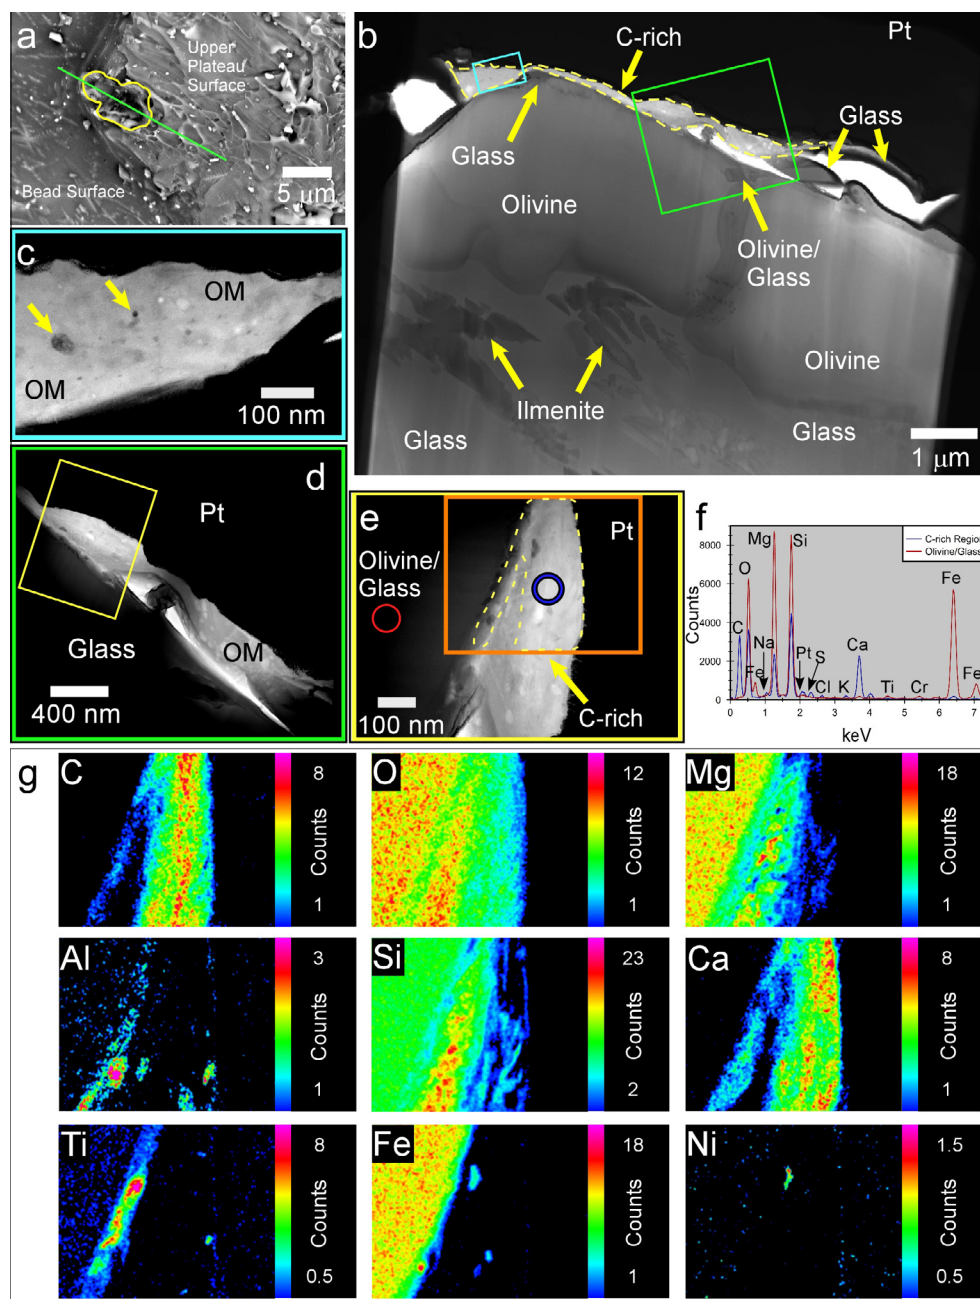 a
Upper
Plateau
Surface
Bead Surface
5 μm
b
C-rich
Pt
Glass
Glass
Olivine
Olivine/
Glass
Olivine
Ilmenite
Glass
Glass
1 μm
c
OM
OM
100 nm
d
Pt
Glass
OM
400 nm
e
Pt
Olivine/
Glass
100 nm
C-rich
f
C-rich Region
Olivine/Glass
Counts
8000
6000
4000
2000
0
C
O
Fe
Na
Mg
Si
Pt
S
Cl
K
Ca
Ti
Cr
Fe
Fe
0 1 2 3 4 5 6 7
keV
g
C
8
Counts
1
O
12
Counts
1
Mg
18
Counts
1
Al
3
Counts
1
Si
23
Counts
2
Ca
8
Counts
1
Ti
8
Counts
0.5
Fe
18
Counts
1
Ni
1.5
Counts
0.5